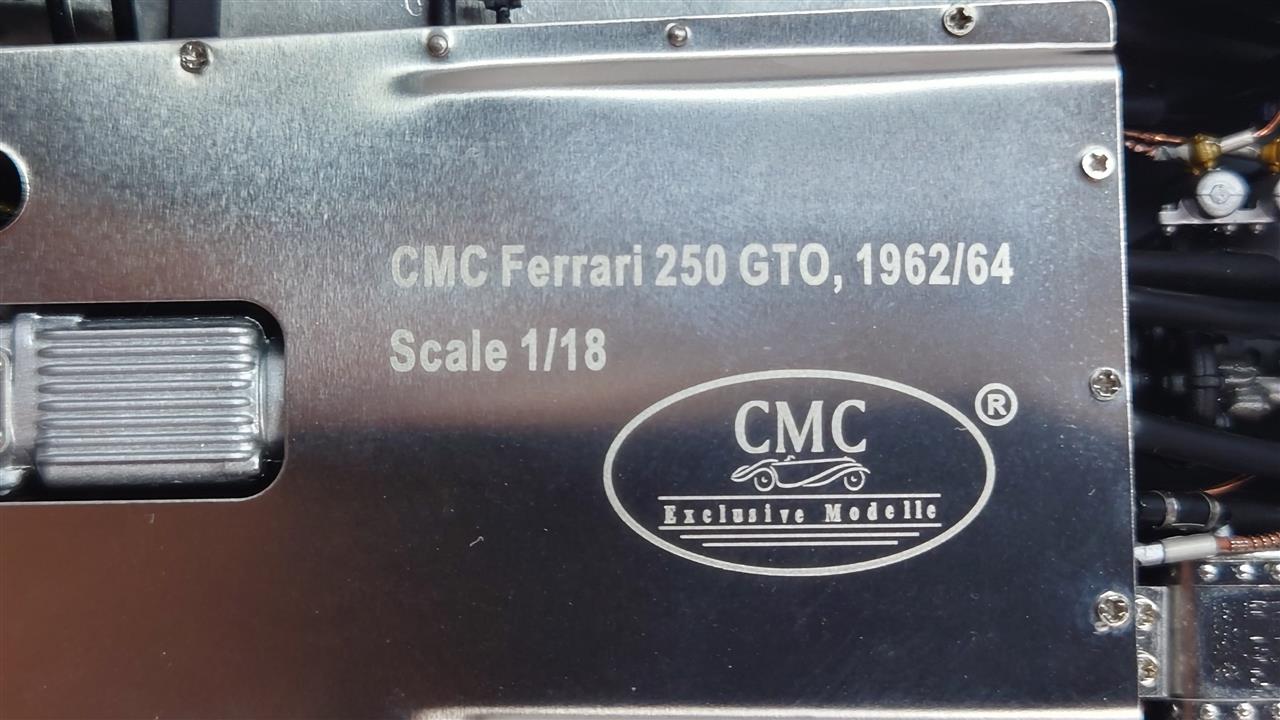 CMC Ferrari 250 GTO, 1962/64
Scale 1/18
CMC
®
Exclusive Modelle